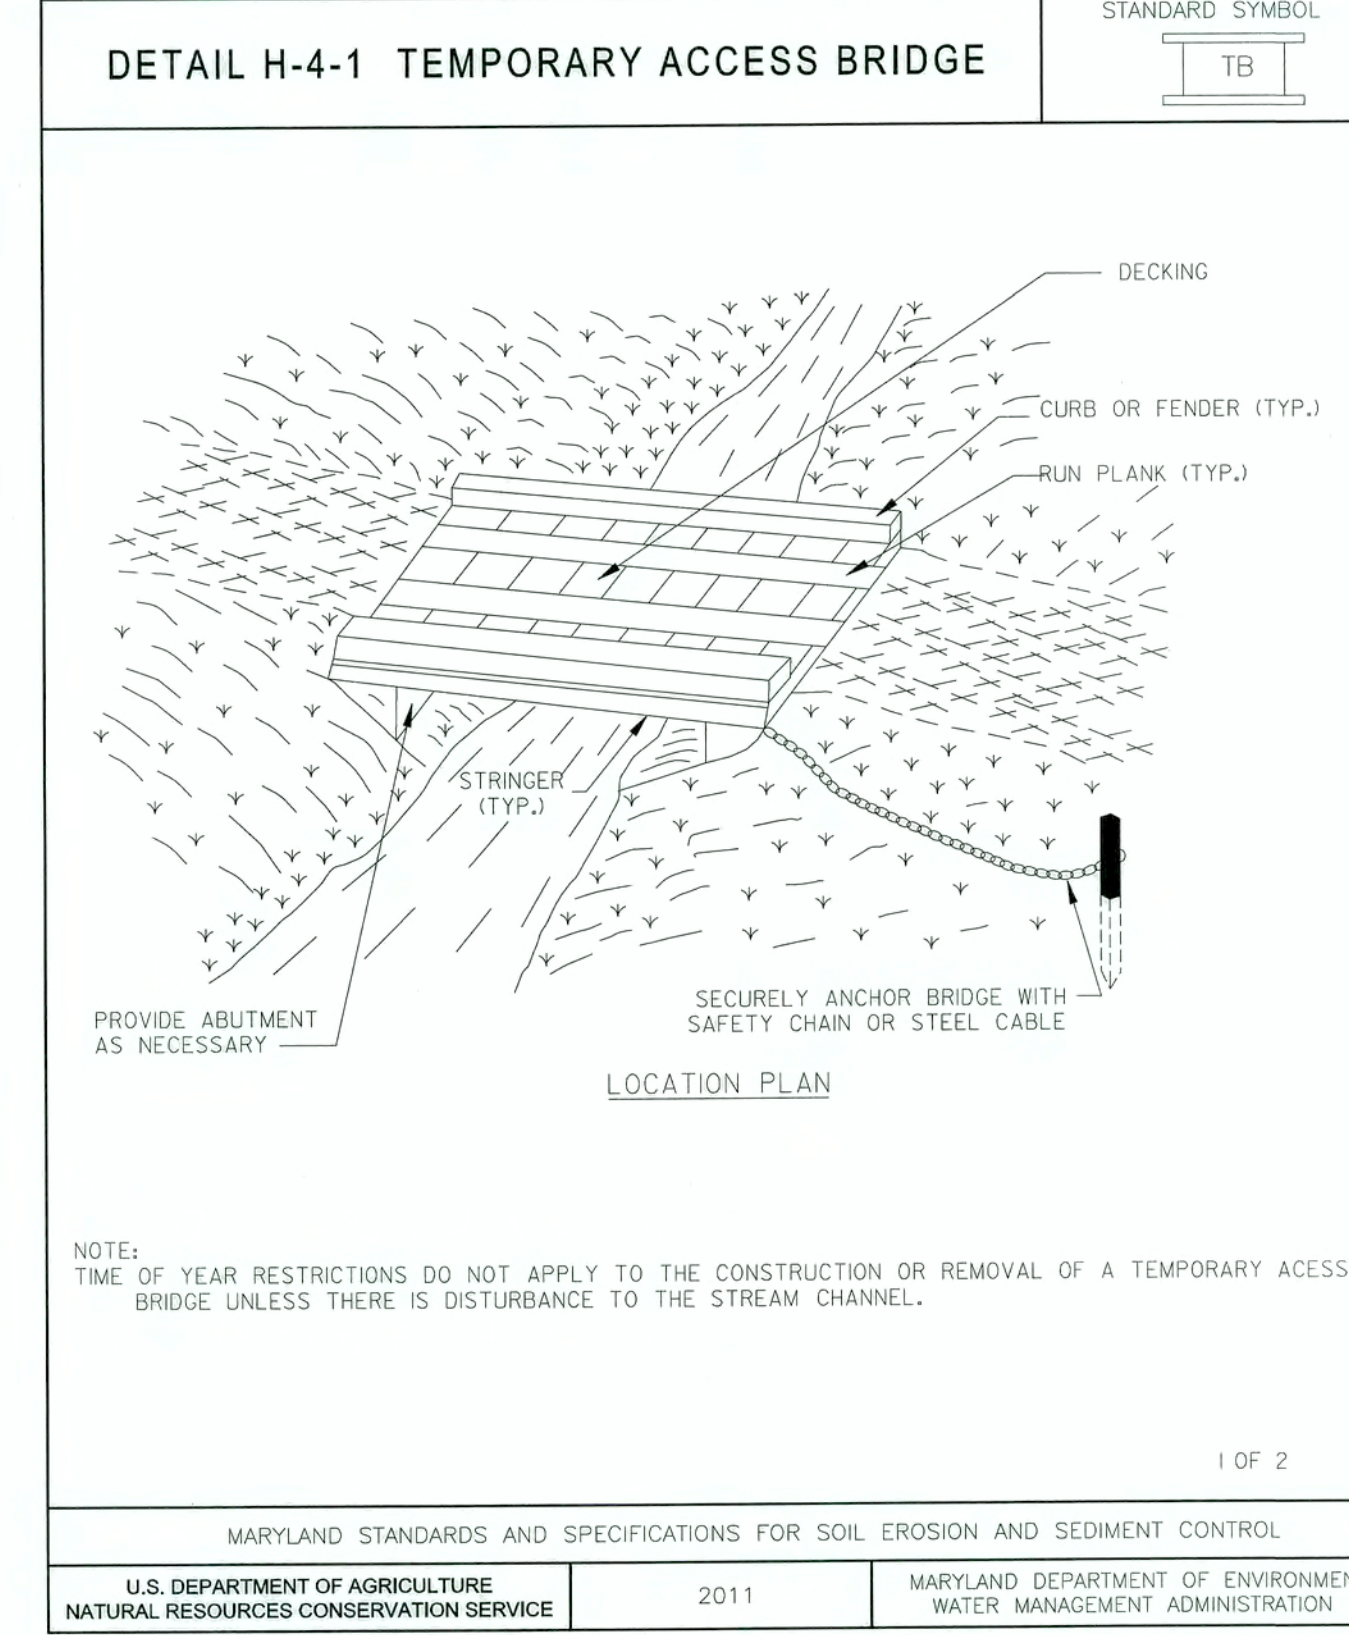 STANDARD SYMBOL
DETAIL H-4-1 TEMPORARY ACCESS BRIDGE
TB
DECKING
CURB OR FENDER (TYP.)
RUN PLANK (TYP.)
STRINGER
(TYP.)
SECURELY ANCHOR BRIDGE WITH
SAFETY CHAIN OR STEEL CABLE
PROVIDE ABUTMENT
AS NECESSARY
LOCATION PLAN
NOTE:
TIME OF YEAR RESTRICTIONS DO NOT APPLY TO THE CONSTRUCTION OR REMOVAL OF A TEMPORARY ACESS
BRIDGE UNLESS THERE IS DISTURBANCE TO THE STREAM CHANNEL.
1 OF 2
MARYLAND STANDARDS AND SPECIFICATIONS FOR SOIL EROSION AND SEDIMENT CONTROL
U.S. DEPARTMENT OF AGRICULTURE
NATURAL RESOURCES CONSERVATION SERVICE
2011
MARYLAND DEPARTMENT OF ENVIRONMEN
WATER MANAGEMENT ADMINISTRATION